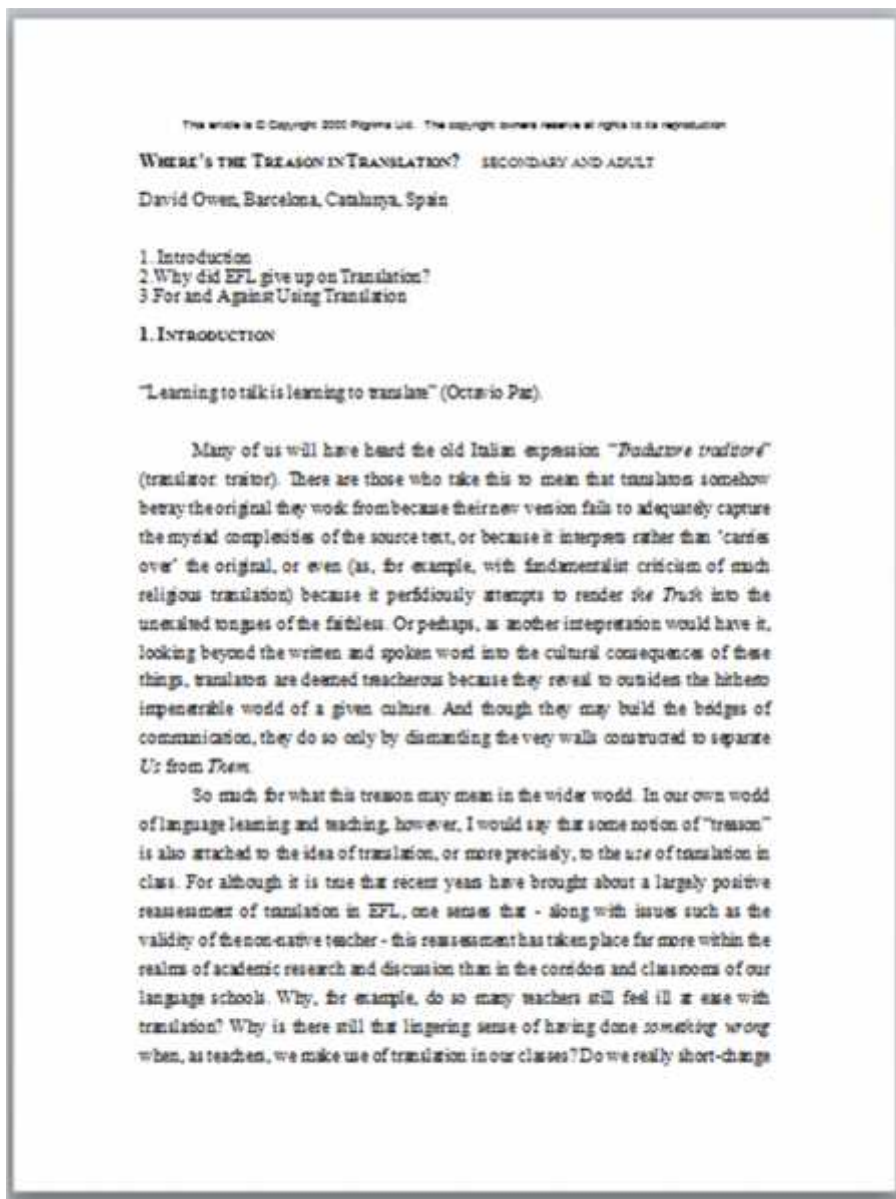 This article is © Copyright 2000 Pilgrims Ltd. The copyright owners reserve all rights to its reproduction
WHERE'S THE TREASON IN TRANSLATION? SECONDARY AND ADULT
David Owen, Barcelona, Catalunya, Spain
1. Introduction
2.Why did EFL give up on Translation?
3.For and Against Using Translation
1. INTRODUCTION
“Learning to talk is learning to translate” (Octavio Paz).
Many of us will have heard the old Italian expression “Traduttore traditore”
(translator: traitor). There are those who take this to mean that translators somehow
betray the original they work from because their new version fails to adequately capture
the myriad complexities of the source text, or because it interprets rather than ‘carries
over’ the original, or even (as, for example, with fundamentalist criticism of much
religious translation) because it perfidiously attempts to render the Truth into the
unexalted tongues of the faithless. Or perhaps, as another interpretation would have it,
looking beyond the written and spoken word into the cultural consequences of these
things, translators are deemed treacherous because they reveal to outsiders the hitherto
impenetrable world of a given culture. And though they may build the bridges of
communication, they do so only by dismantling the very walls constructed to separate
Us from Them.
So much for what this treason may mean in the wider world. In our own world
of language learning and teaching, however, I would say that some notion of “treason”
is also attached to the idea of translation, or more precisely, to the use of translation in
class. For although it is true that recent years have brought about a largely positive
reassessment of translation in EFL, one senses that - along with issues such as the
validity of the non-native teacher - this reassessment has taken place far more within the
realms of academic research and discussion than in the corridors and classrooms of our
language schools. Why, for example, do so many teachers still feel ill at ease with
translation? Why is there still that lingering sense of having done something wrong
when, as teachers, we make use of translation in our classes? Do we really short-change